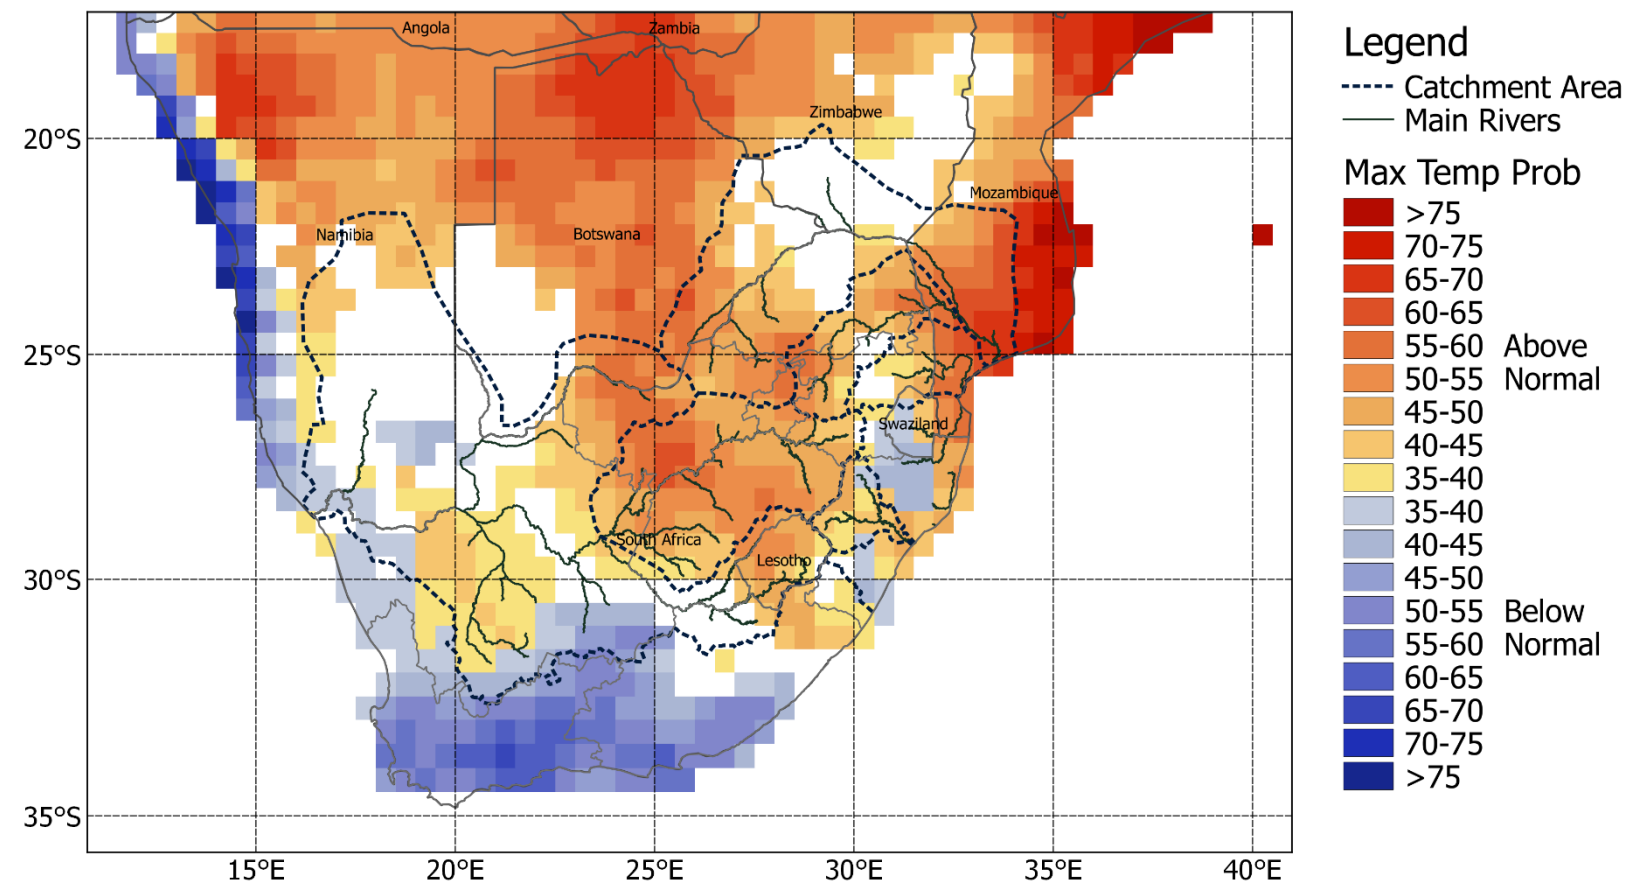 Angola
Zambia
Zimbabwe
Mozambique
Namibia
Botswana
Swaziland
South Africa
Lesotho
20°S
25°S
30°S
35°S
15°E
20°E
25°E
30°E
35°E
40°E
Legend
Catchment Area
Main Rivers
Max Temp Prob
>75
70-75
65-70
60-65
55-60 Above
50-55 Normal
45-50
40-45
35-40
35-40
40-45
45-50
50-55 Below
55-60 Normal
60-65
65-70
70-75
>75